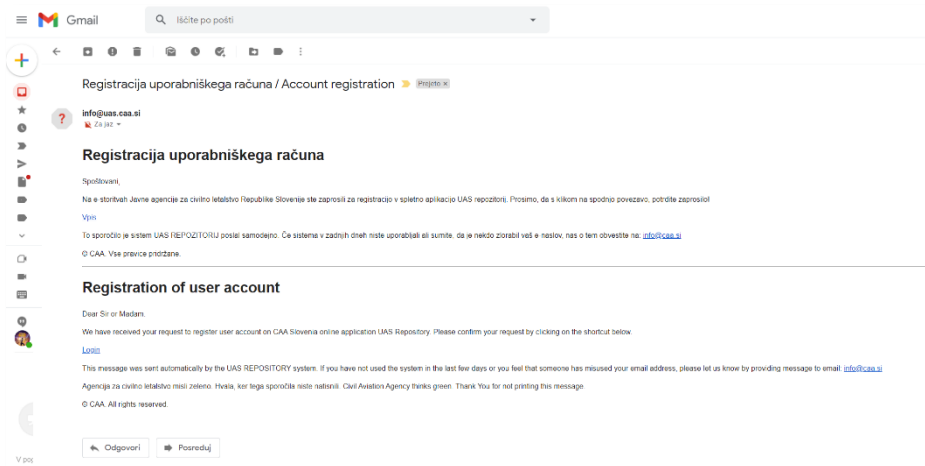 Gmail
Iščite po pošti
Registracija uporabniškega računa / Account registration Prejeto ×
info@uas.caa.si
Za jaz
Registracija uporabniškega računa
Spoštovani,
Na e-storitvah Javne agencije za civilno letalstvo Republike Slovenije ste zaprosili za registracijo v spletno aplikacijo UAS repozitorij. Prosimo, da s klikom na spodnjo povezavo, potrdite zaprosilo!
Vpis
To sporočilo je sistem UAS REPOZITORIJ poslal samodejno. Če sistema v zadnjih dneh niste uporabljali ali sumite, da je nekdo zlorabil vaš e naslov, nas o tem obvestite na: info@caa.si
© CAA. Vse pravice pridržane.
Registration of user account
Dear Sir or Madam.
We have received your request to register user account on CAA Slovenia online application UAS Repository. Please confirm your request by clicking on the shortcut below.
Login
This message was sent automatically by the UAS REPOSITORY system. If you have not used the system in the last few days or you feel that someone has misused your email address, please let us know by providing message to email: info@caa.si
Agencija za civilno letalstvo misli zeleno. Hvala, ker tega sporočila niste natisnili. Civil Aviation Agency thinks green. Thank You for not printing this message
© CAA. All rights reserved.
Odgovori
Posreduj